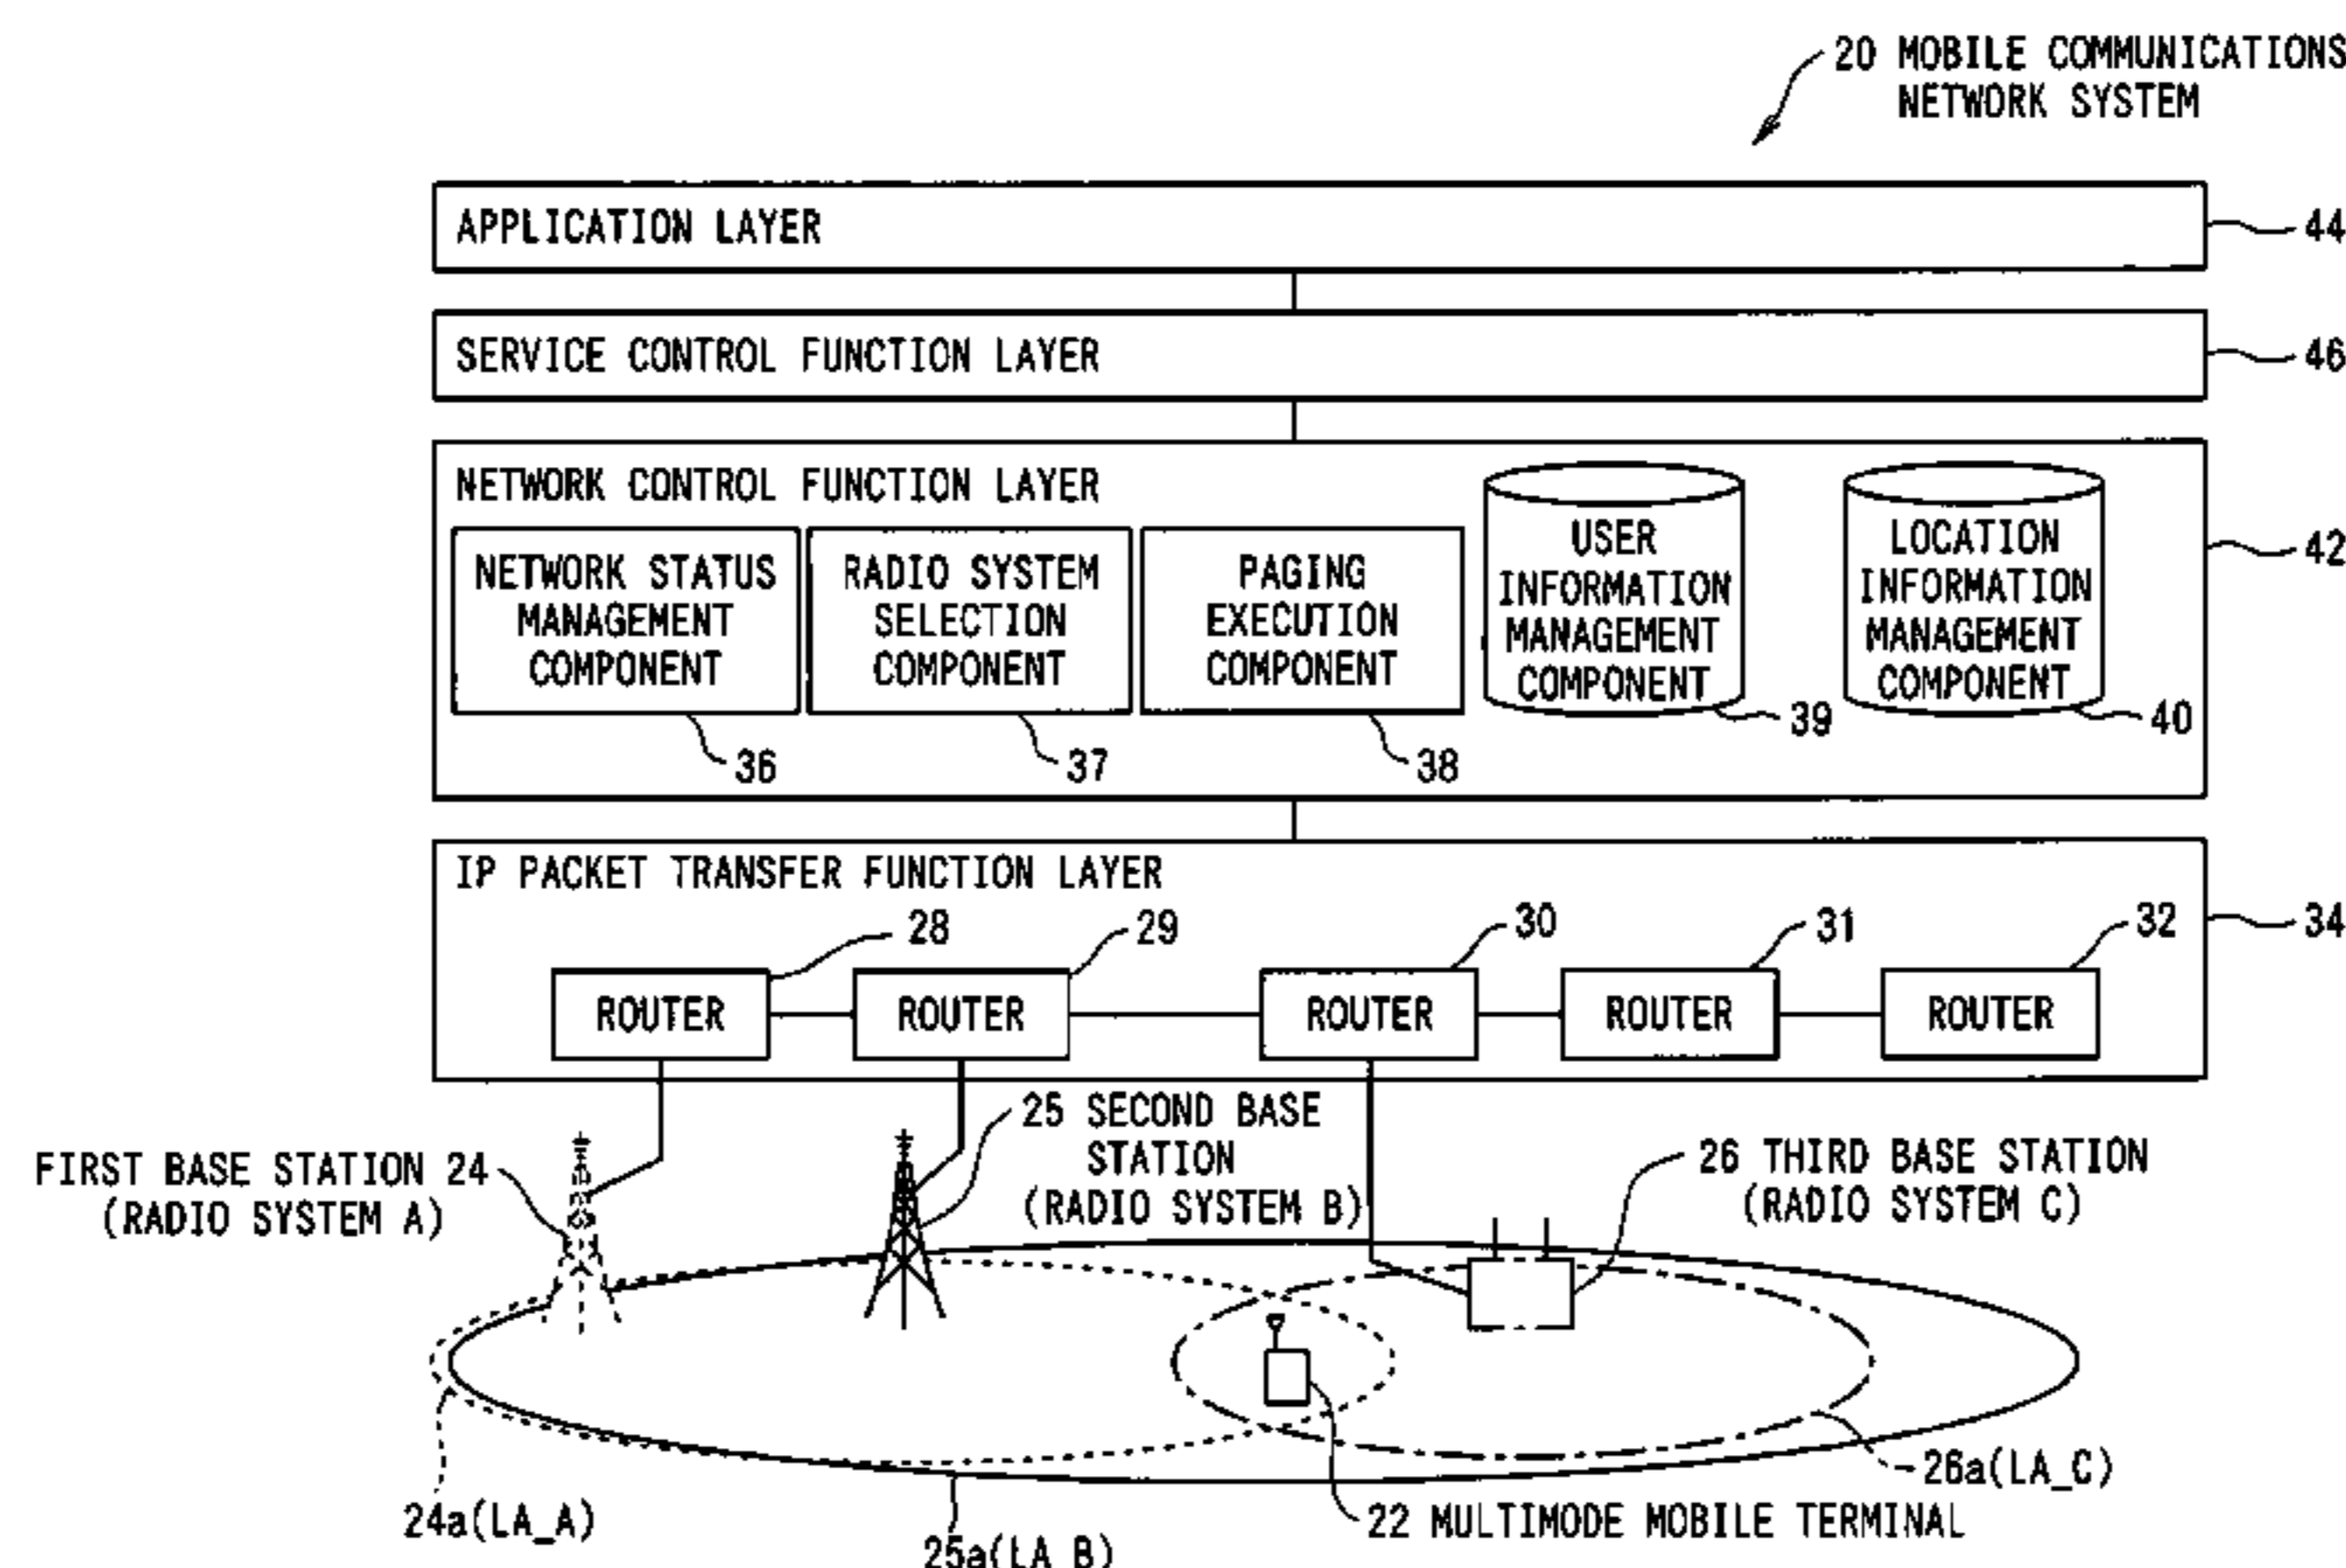 20 MOBILE COMMUNICATIONS
NETWORK SYSTEM
APPLICATION LAYER
44
SERVICE CONTROL FUNCTION LAYER
46
NETWORK CONTROL FUNCTION LAYER
42
NETWORK STATUS
MANAGEMENT
COMPONENT
36
RADIO SYSTEM
SELECTION
COMPONENT
37
PAGING
EXECUTION
COMPONENT
38
USER
INFORMATION
MANAGEMENT
COMPONENT
39
LOCATION
INFORMATION
MANAGEMENT
COMPONENT
40
IP PACKET TRANSFER FUNCTION LAYER
34
28
29
30
31
32
ROUTER
ROUTER
ROUTER
ROUTER
ROUTER
FIRST BASE STATION 24
(RADIO SYSTEM A)
25 SECOND BASE
STATION
(RADIO SYSTEM B)
26 THIRD BASE STATION
(RADIO SYSTEM C)
24a(LA_A)
25a(LA_B)
22 MULTIMODE MOBILE TERMINAL
26a(LA_C)